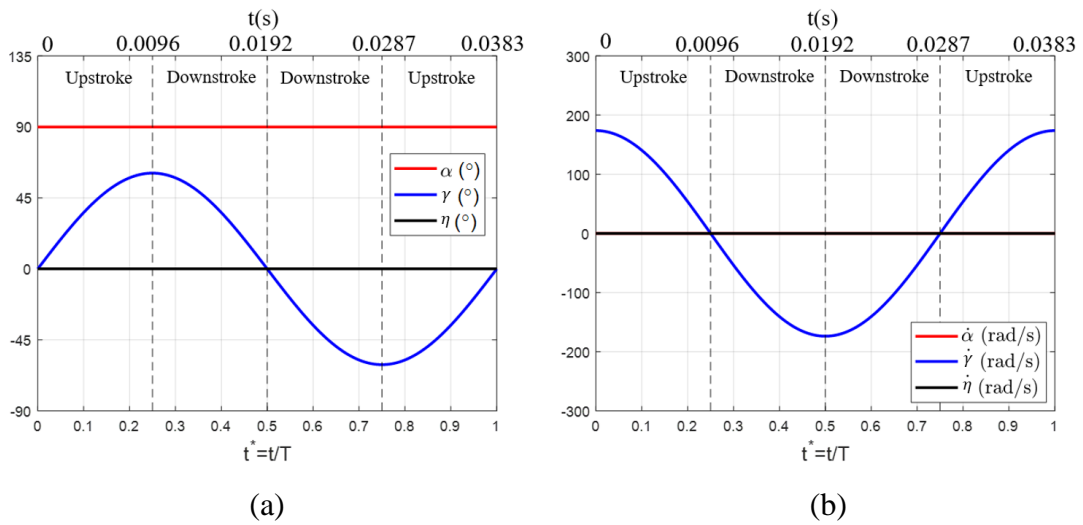 t(s)
0 0.0096 0.0192 0.0287 0.0383
135
90
45
0
-45
-90
Upstroke Downstroke Downstroke Upstroke
α (°)
γ (°)
η (°)
0 0.1 0.2 0.3 0.4 0.5 0.6 0.7 0.8 0.9 1
t*=t/T
(a)
t(s)
0 0.0096 0.0192 0.0287 0.0383
300
200
100
0
-100
-200
-300
Upstroke Downstroke Downstroke Upstroke
α̇ (rad/s)
γ̇ (rad/s)
η̇ (rad/s)
0 0.1 0.2 0.3 0.4 0.5 0.6 0.7 0.8 0.9 1
t*=t/T
(b)